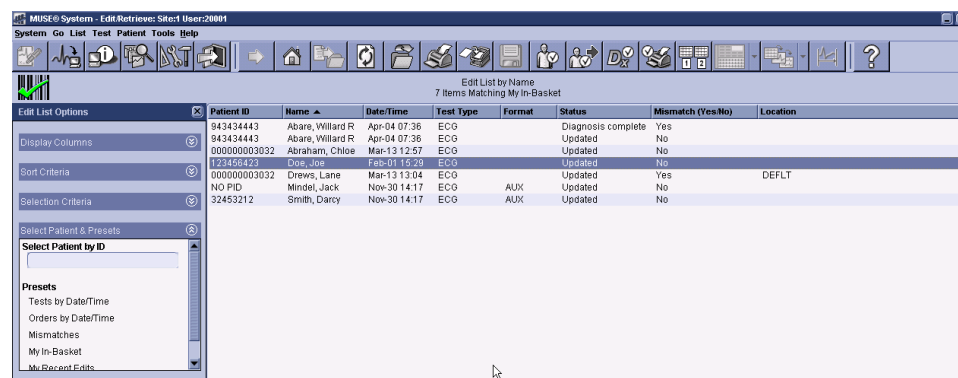 MUSE® System - Edit/Retrieve: Site:1 User:20001
System Go List Test Patient Tools Help
Edit List by Name
7 Items Matching My In-Basket
Edit List Options
Patient ID Name Date/Time Test Type Format Status Mismatch (Yes/No) Location
943434443 Abare, Willard R Apr-04 07:36 ECG Diagnosis complete Yes
943434443 Abare, Willard R Apr-04 07:36 ECG Updated No
000000003032 Abraham, Chloe Mar-13 12:57 ECG Updated No
123456423 Doe, Joe Feb-01 15:29 ECG Updated No
000000003032 Drews, Lane Mar-13 13:04 ECG Updated Yes DEFLT
NO PID Mindel, Jack Nov-30 14:17 ECG AUX Updated No
32453212 Smith, Darcy Nov-30 14:17 ECG AUX Updated No
Display Columns
Sort Criteria
Selection Criteria
Select Patient & Presets
Select Patient by ID
Presets
Tests by Date/Time
Orders by Date/Time
Mismatches
My In-Basket
My Recent Edits